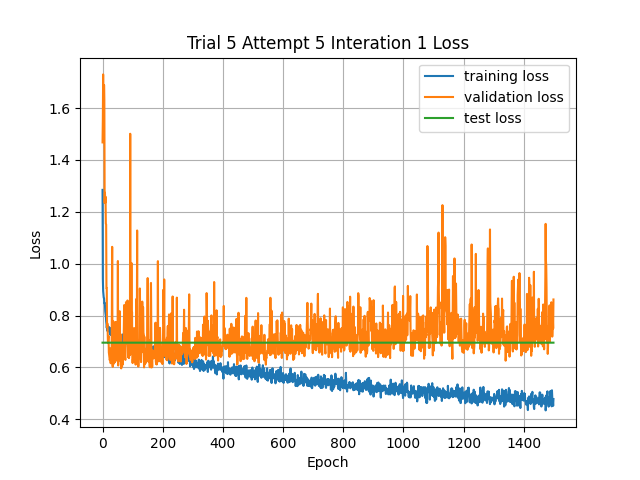 Trial 5 Attempt 5 Interation 1 Loss
training loss
validation loss
test loss
Loss
1.6
1.4
1.2
1.0
0.8
0.6
0.4
0 200 400 600 800 1000 1200 1400
Epoch